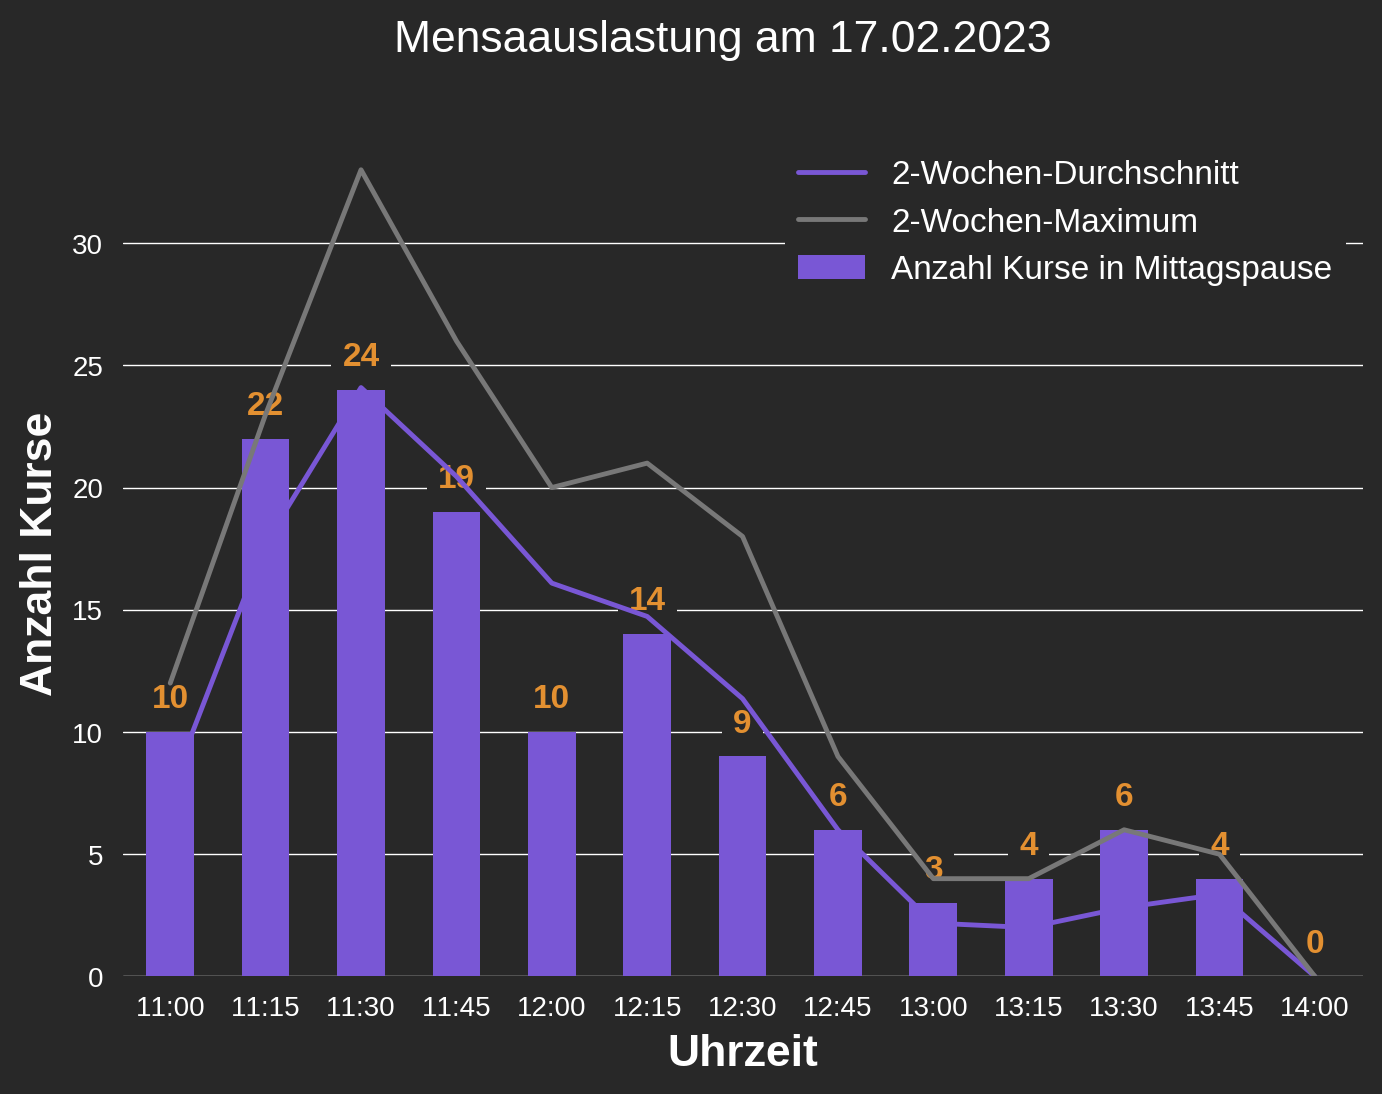 Mensaauslastung am 17.02.2023
2-Wochen-Durchschnitt
2-Wochen-Maximum
Anzahl Kurse in Mittagspause
Anzahl Kurse
30
25
20
15
10
5
0
10
22
24
19
10
14
9
6
3
4
6
4
0
11:00 11:15 11:30 11:45 12:00 12:15 12:30 12:45 13:00 13:15 13:30 13:45 14:00
Uhrzeit